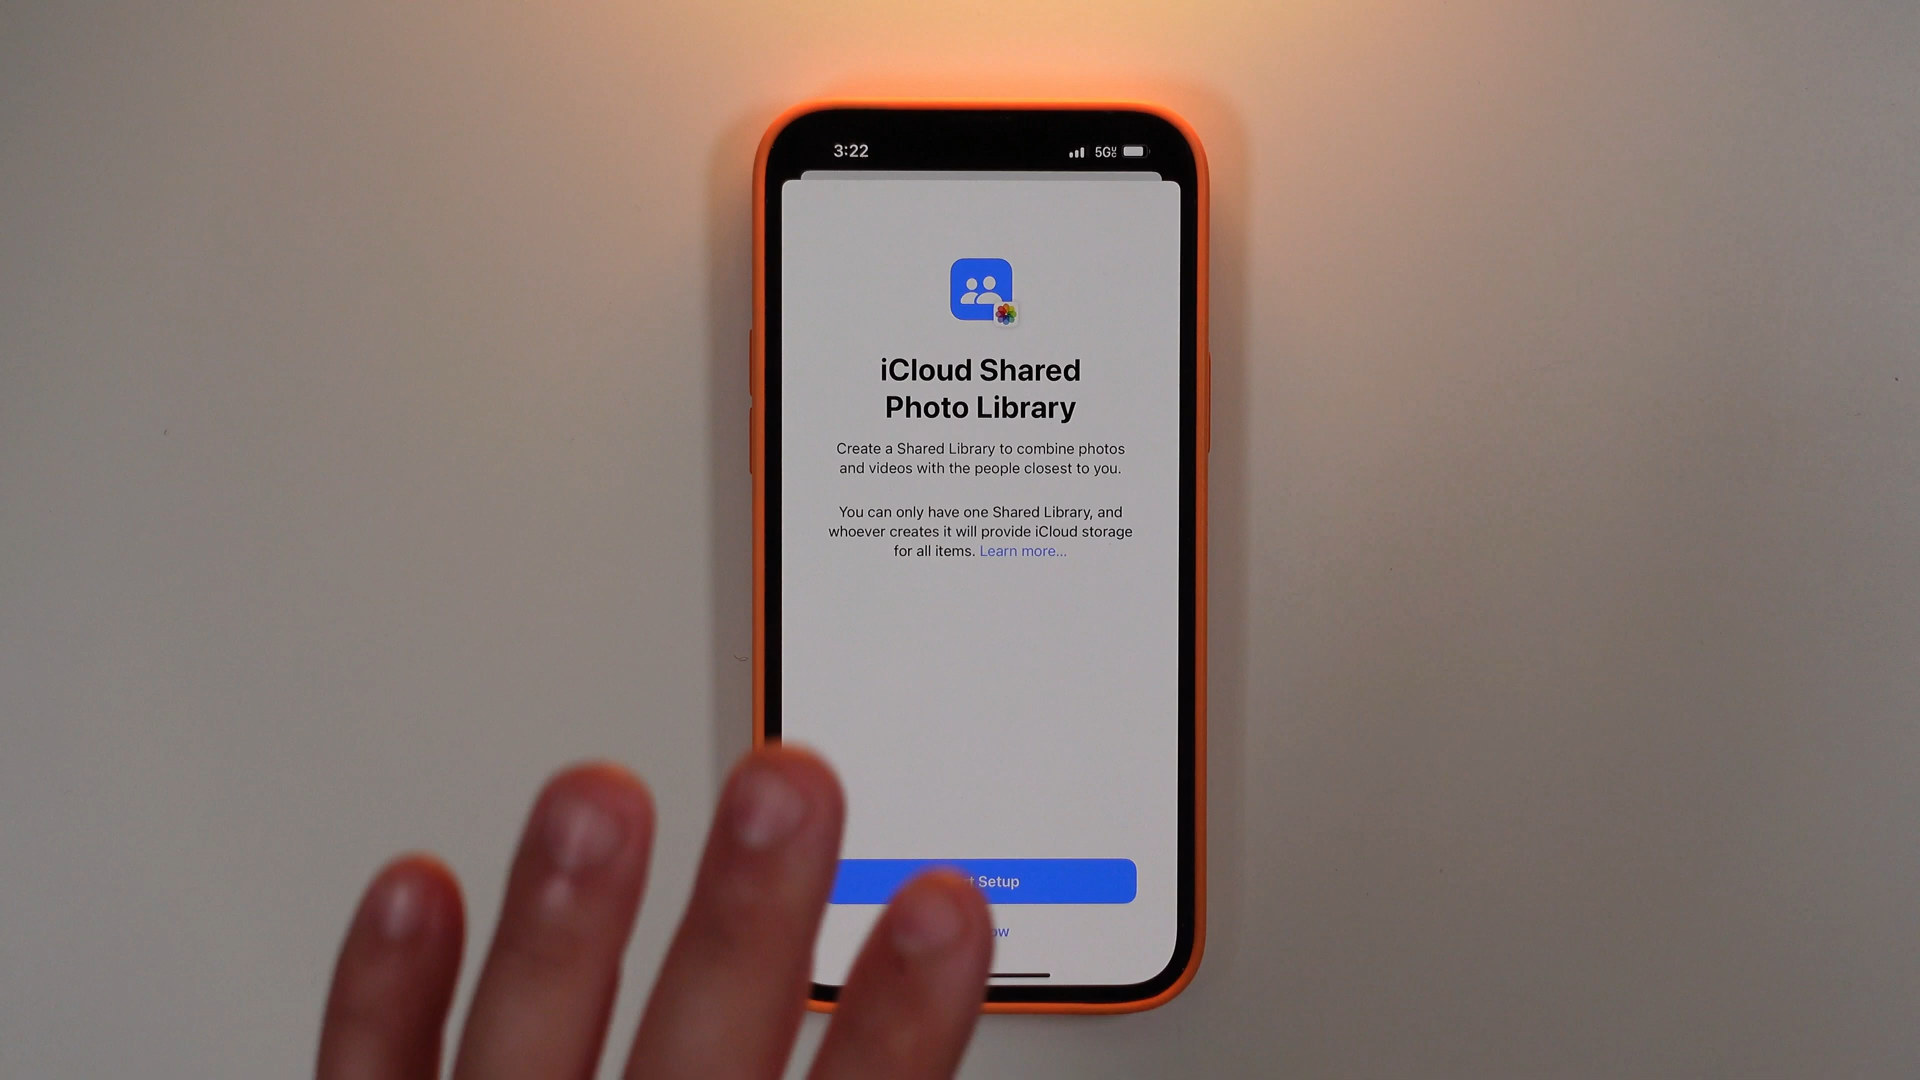 3:22
5G
iCloud Shared
Photo Library
Create a Shared Library to combine photos
and videos with the people closest to you.
You can only have one Shared Library, and
whoever creates it will provide iCloud storage
for all items. Learn more...
Setup